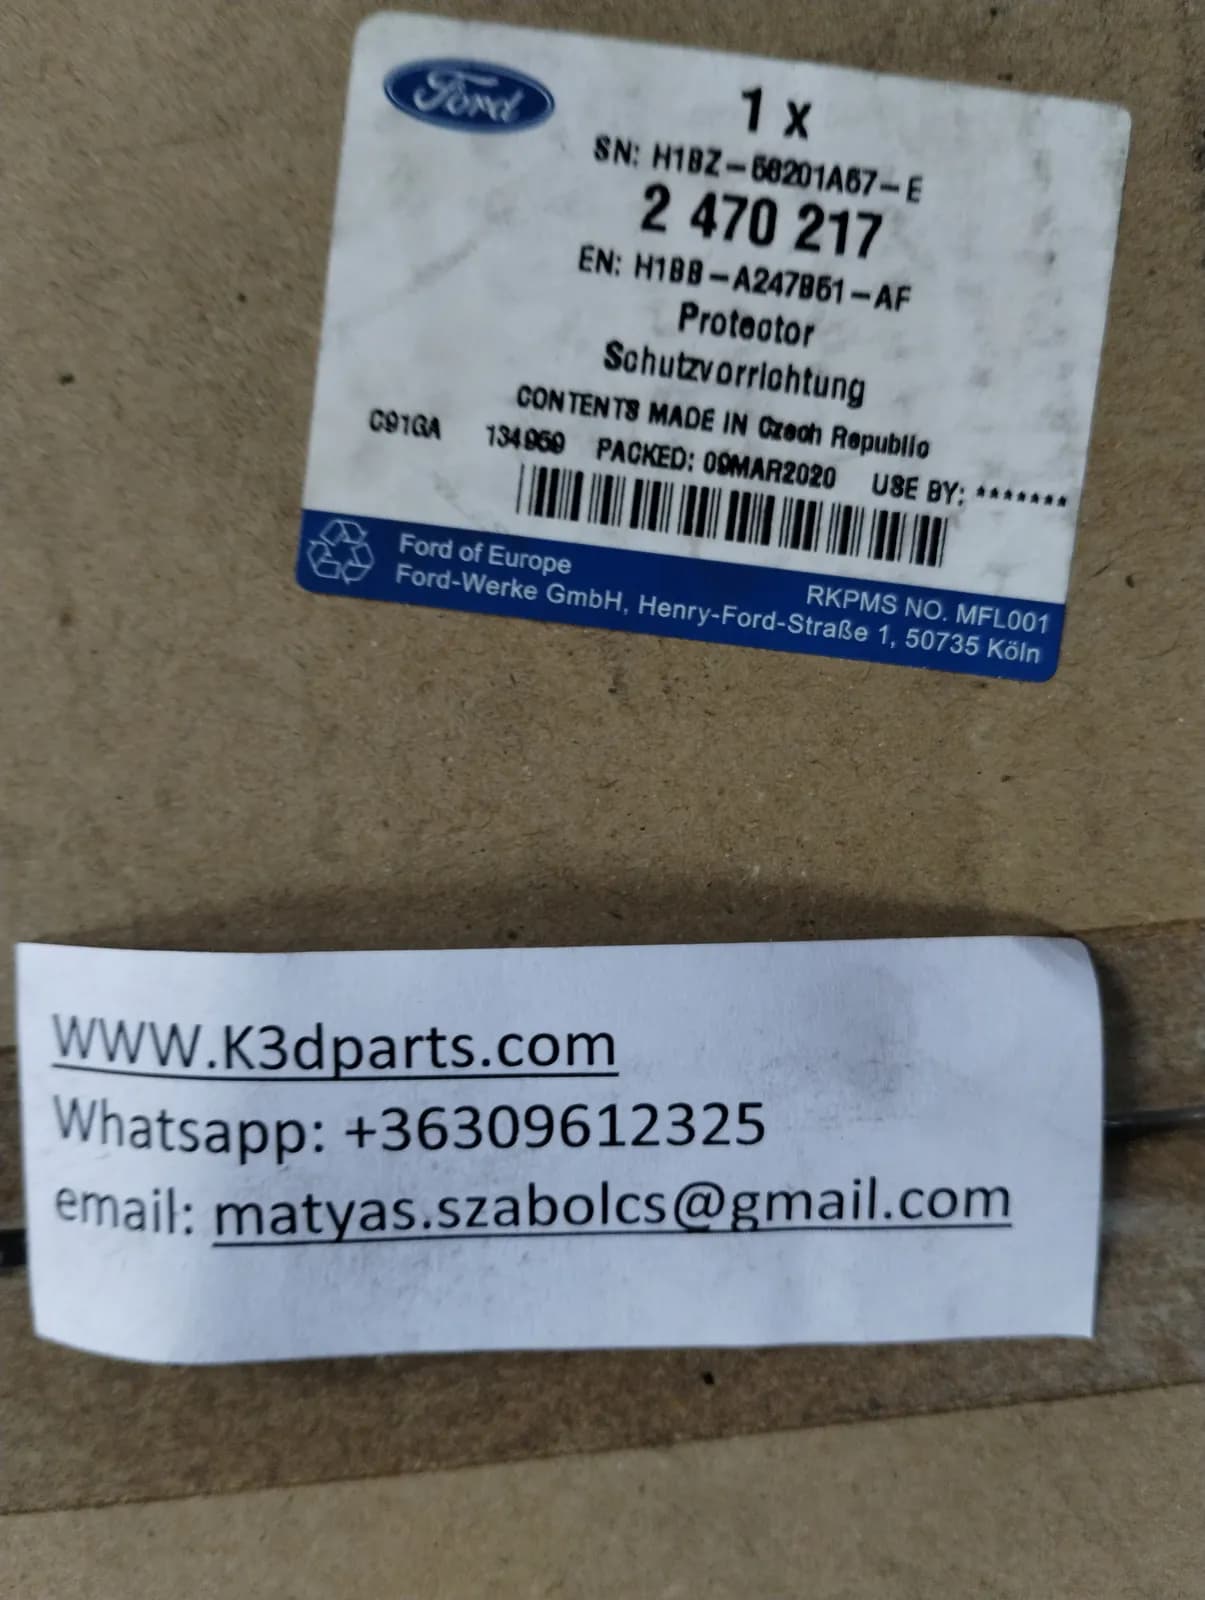 Ford
1 x
SN: H1BZ-58201A67-E
2 470 217
EN: H1BB-A247B51-AF
Protector
Schutzvorrichtung
CONTENTS MADE IN Czech Republic
C91GA 134959 PACKED: 09MAR2020 USE BY: *******
Ford of Europe RKPMS NO. MFL001
Ford-Werke GmbH, Henry-Ford-Straße 1, 50735 Köln
WWW.K3dparts.com
Whatsapp: +36309612325
email: matyas.szabolcs@gmail.com